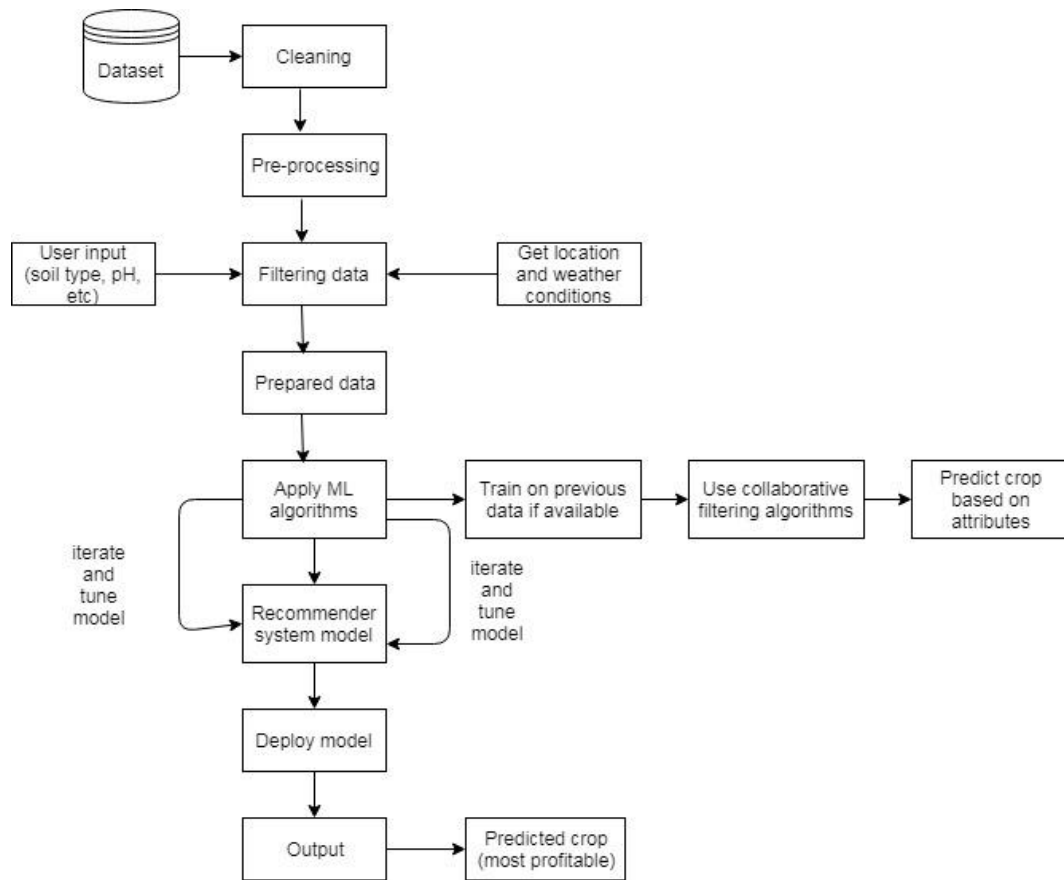 Dataset
Cleaning
Pre-processing
User input
(soil type, pH,
etc)
Filtering data
Get location
and weather
conditions
Prepared data
Apply ML
algorithms
Train on previous
data if available
Use collaborative
filtering algorithms
Predict crop
based on
attributes
iterate
and
tune
model
iterate
and
tune
model
Recommender
system model
Deploy model
Output
Predicted crop
(most profitable)